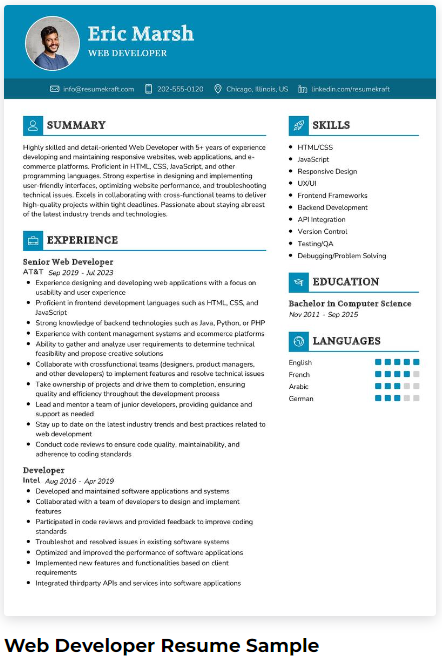 Eric Marsh
WEB DEVELOPER
info@resumekraft.com
202-555-0120
Chicago, Illinois, US
linkedin.com/resumekraft
SUMMARY
Highly skilled and detail-oriented Web Developer with 5+ years of experience
developing and maintaining responsive websites, web applications, and e-
commerce platforms. Proficient in HTML, CSS, JavaScript, and other
programming languages. Strong expertise in designing and implementing
user-friendly interfaces, optimizing website performance, and troubleshooting
technical issues. Excels in collaborating with cross-functional teams to deliver
high-quality projects within tight deadlines. Passionate about staying abreast
of the latest industry trends and technologies.
EXPERIENCE
Senior Web Developer
AT&T Sep 2019 - Jul 2023
Experience designing and developing web applications with a focus on
usability and user experience
Proficient in frontend development languages such as HTML, CSS, and
JavaScript
Strong knowledge of backend technologies such as Java, Python, or PHP
Experience with content management systems and ecommerce platforms
Ability to gather and analyze user requirements to determine technical
feasibility and propose creative solutions
Collaborate with crossfunctional teams (designers, product managers,
and other developers) to implement features and resolve technical issues
Take ownership of projects and drive them to completion, ensuring
quality and efficiency throughout the development process
Lead and mentor a team of junior developers, providing guidance and
support as needed
Stay up to date on the latest industry trends and best practices related to
web development
Conduct code reviews to ensure code quality, maintainability, and
adherence to coding standards
Developer
Intel Aug 2016 - Apr 2019
Developed and maintained software applications and systems
Collaborated with a team of developers to design and implement
features
Participated in code reviews and provided feedback to improve coding
standards
Troubleshot and resolved issues in existing software systems
Optimized and improved the performance of software applications
Implemented new features and functionalities based on client
requirements
Integrated thirdparty APIs and services into software applications
SKILLS
HTML/CSS
JavaScript
Responsive Design
UX/UI
Frontend Frameworks
Backend Development
API Integration
Version Control
Testing/QA
Debugging/Problem Solving
EDUCATION
Bachelor in Computer Science
Nov 2011 - Sep 2015
LANGUAGES
English
French
Arabic
German
Web Developer Resume Sample